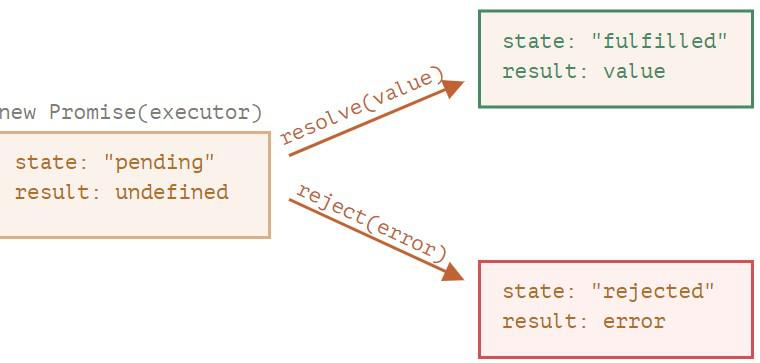 new Promise(executor)
state: "pending"
result: undefined
resolve(value)
reject(error)
state: "fulfilled"
result: value
state: "rejected"
result: error